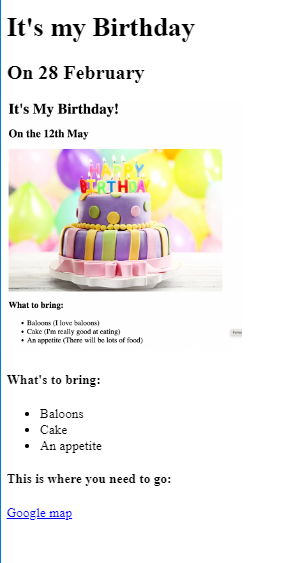 It's my Birthday
On 28 February
It's My Birthday!
On the 12th May
HAPPY
BIRTHDAY
What to bring:
Baloons (I love baloons)
Cake (I'm really good at eating)
An appetite (There will be lots of food)
What's to bring:
Baloons
Cake
An appetite
This is where you need to go:
Google map